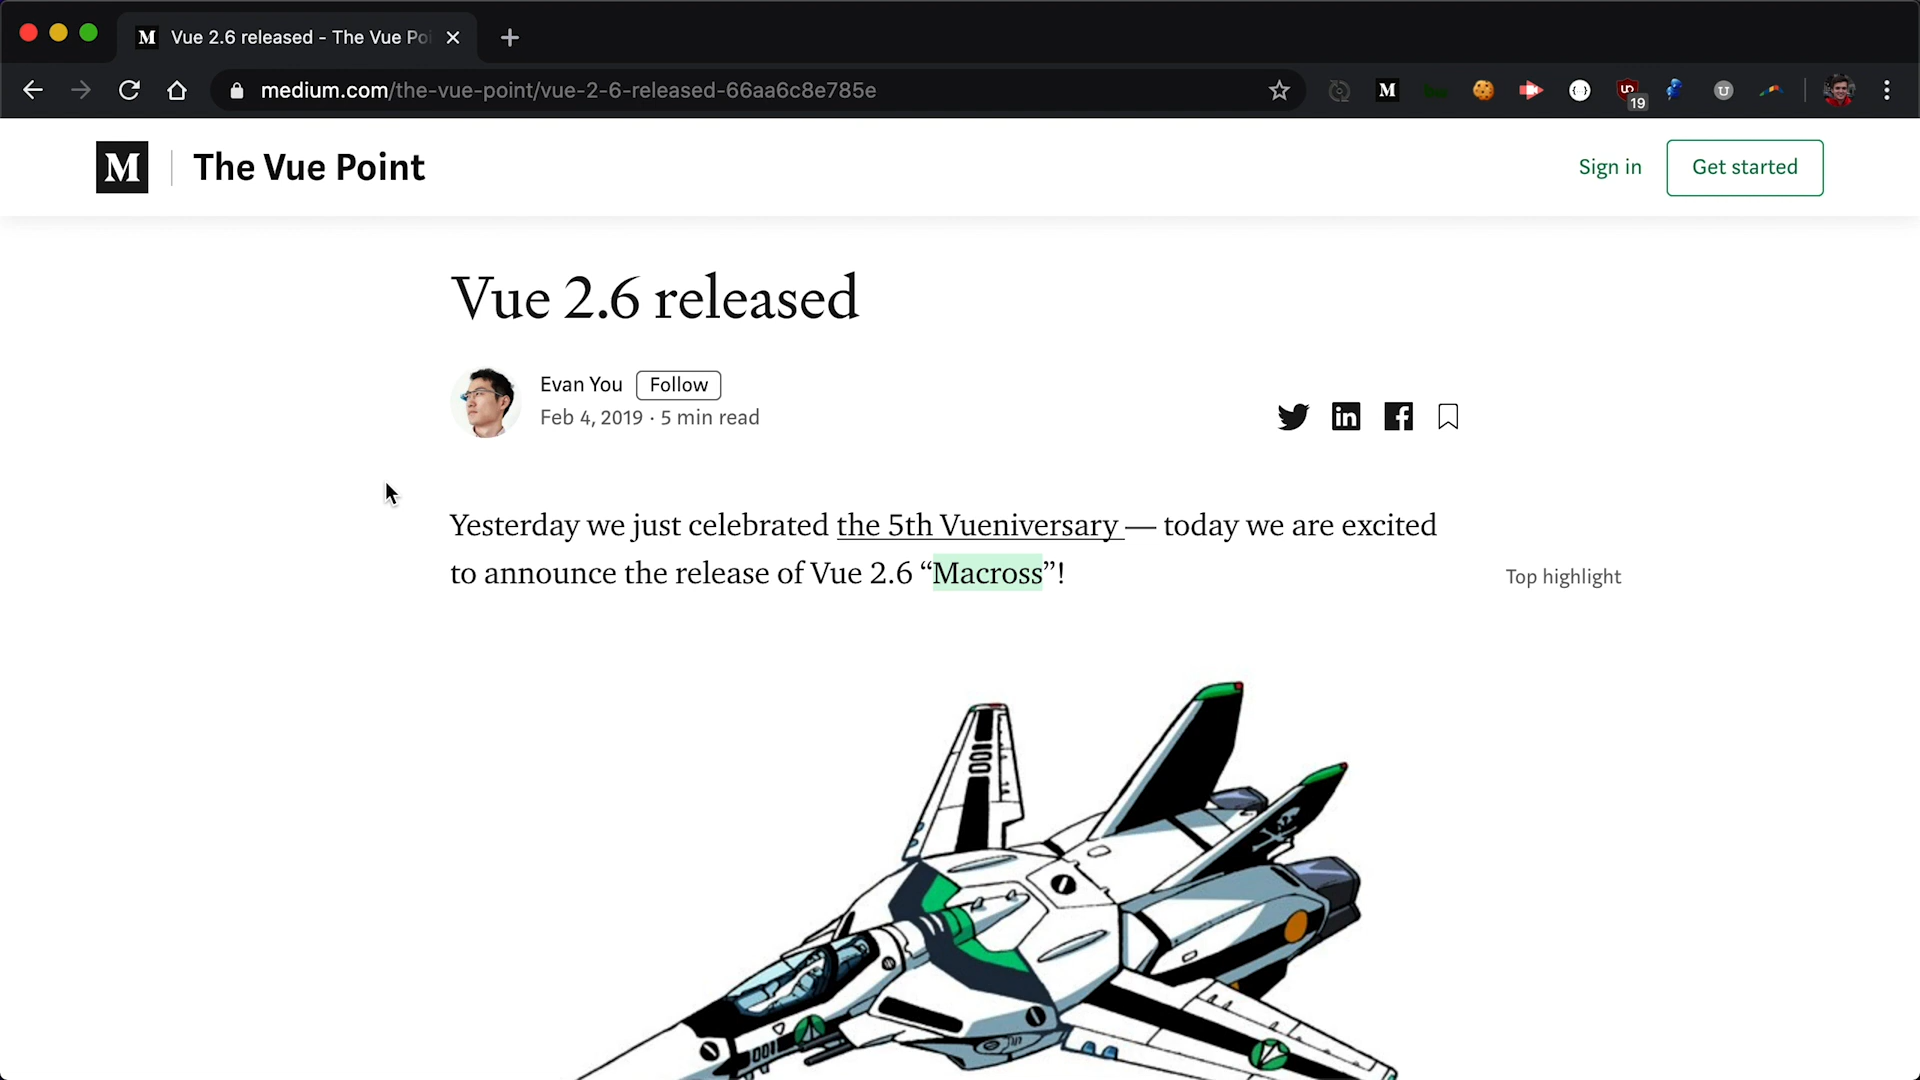 M Vue 2.6 released - The Vue Poi
medium.com/the-vue-point/vue-2-6-released-66aa6c8e785e
M
19
M The Vue Point
Sign in
Get started
Vue 2.6 released
Evan You Follow
Feb 4, 2019 · 5 min read
Yesterday we just celebrated the 5th Vueniversary — today we are excited
to announce the release of Vue 2.6 “Macross”!
Top highlight
001
001